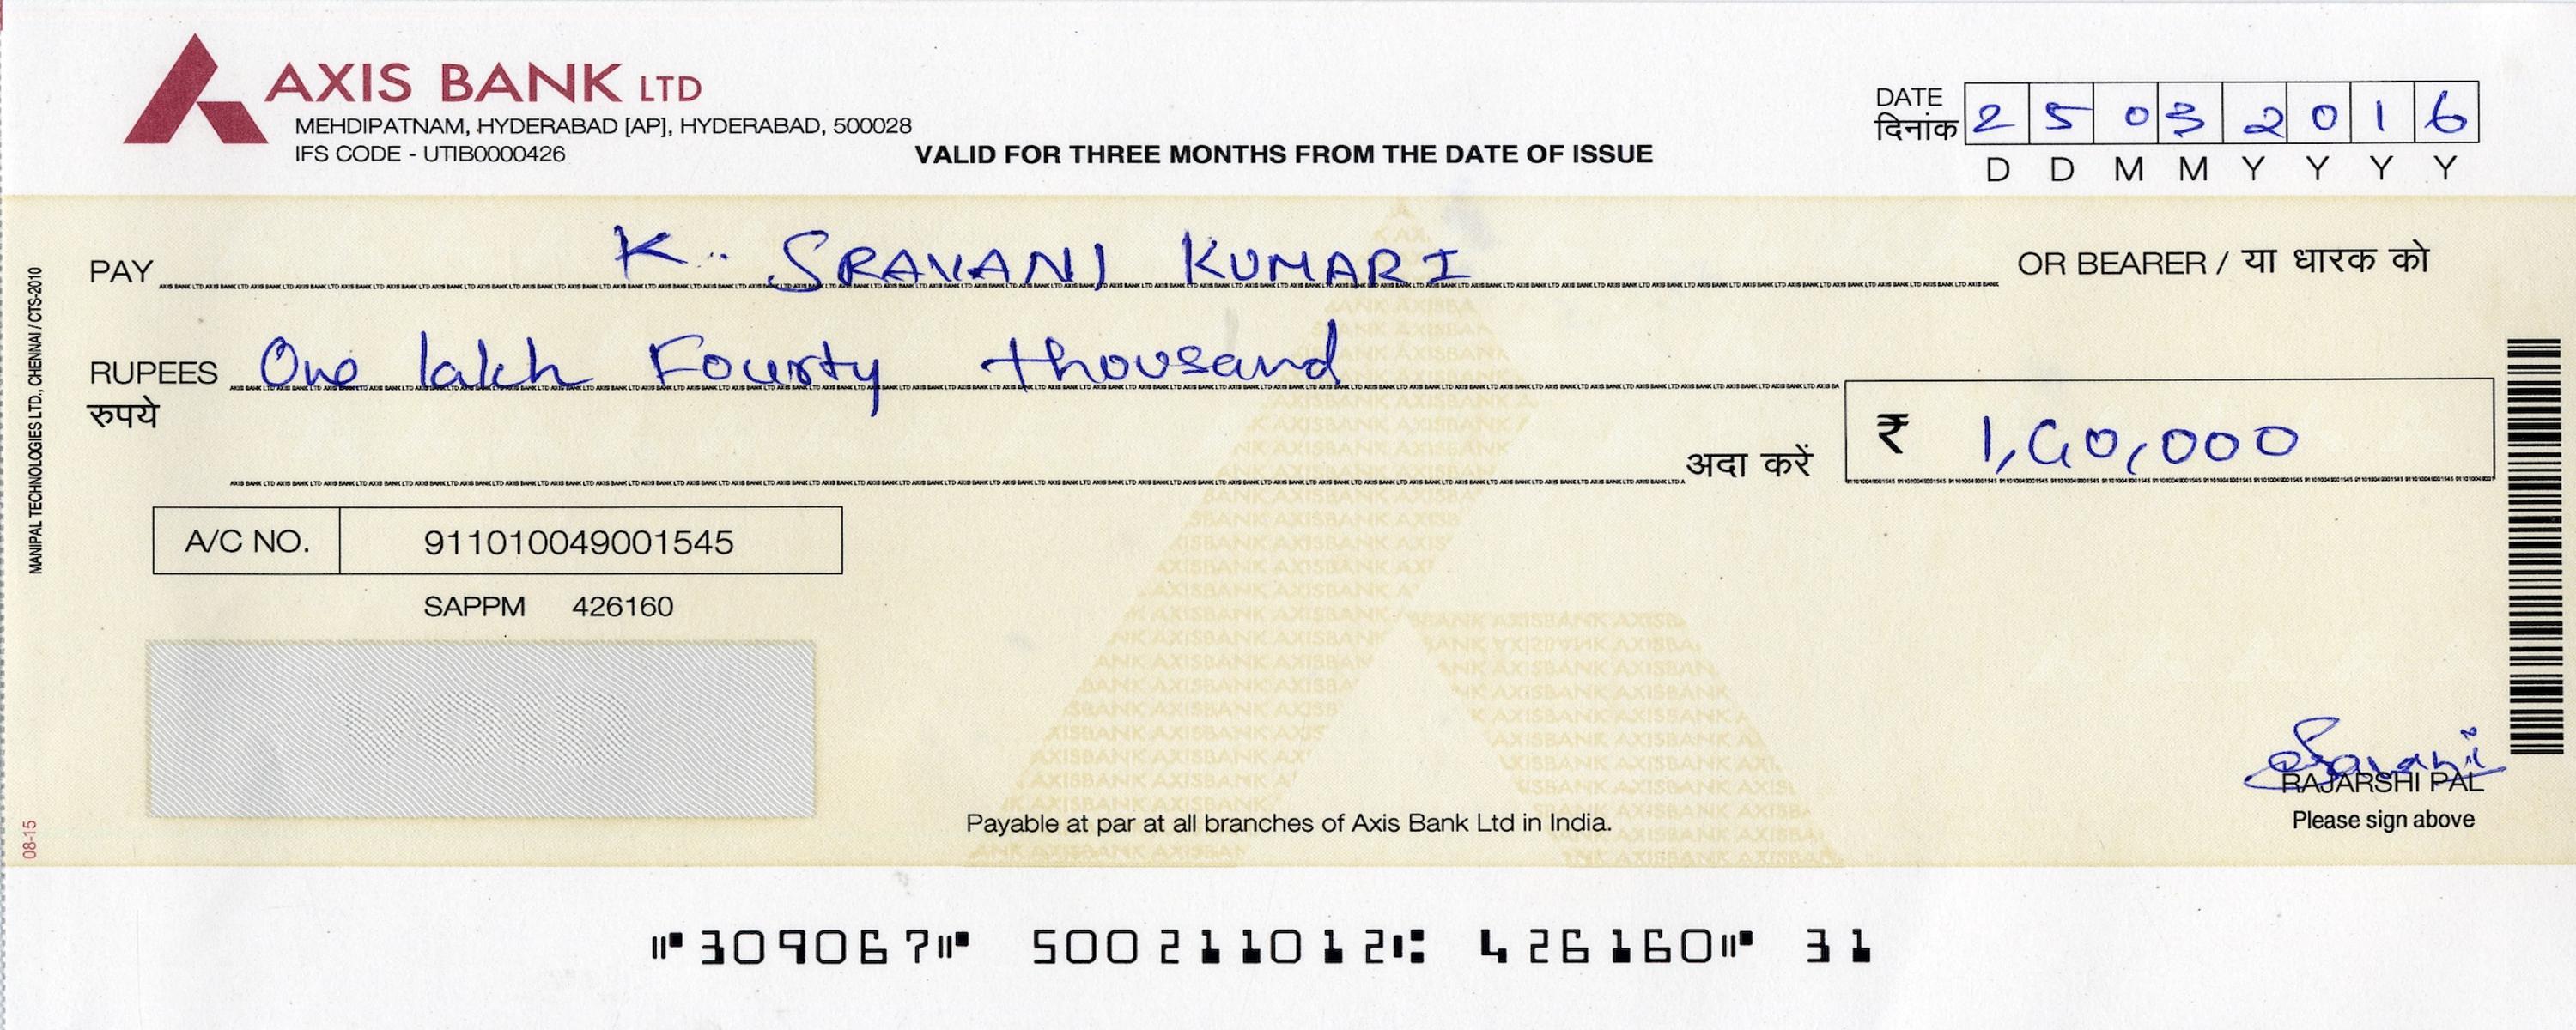 AXIS BANK LTD
MEHDIPATNAM, HYDERABAD [AP], HYDERABAD, 500028
IFS CODE - UTIB0000426
VALID FOR THREE MONTHS FROM THE DATE OF ISSUE
DATE
दिनांक
2 5 0 3 2 0 1 6
D D M M Y Y Y Y
PAY K. SRAVANI KUMARI OR BEARER / या धारक को
RUPEES One lakh Fourty thousand
रुपये
अदा करें ₹ 1,40,000
A/C NO. 911010049001545
SAPPM 426160
VOID
RAJARSHI PAL
Please sign above
Payable at par at all branches of Axis Bank Ltd in India.
MANIPAL TECHNOLOGIES LTD., CHENNAI / CTS-2010
08-15
⑈309067⑈ 500211012⑆ 426160⑈ 31